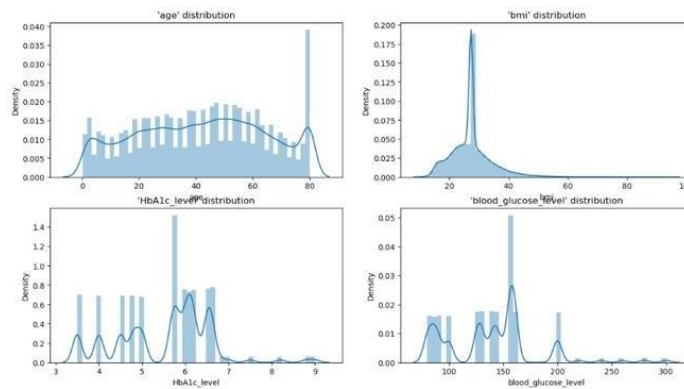 'age' distribution
0.040
0.035
0.030
0.025
0.020
0.015
0.010
0.005
0.000
Density
0 20 40 60 80
age
'bmi' distribution
0.200
0.175
0.150
0.125
0.100
0.075
0.050
0.025
0.000
Density
20 40 60 80
bmi
'HbA1c_level' distribution
1.4
1.2
1.0
0.8
0.6
0.4
0.2
0.0
Density
3 4 5 6 7 8 9
HbA1c_level
'blood_glucose_level' distribution
0.05
0.04
0.03
0.02
0.01
0.00
Density
100 150 200 250 300
blood_glucose_level